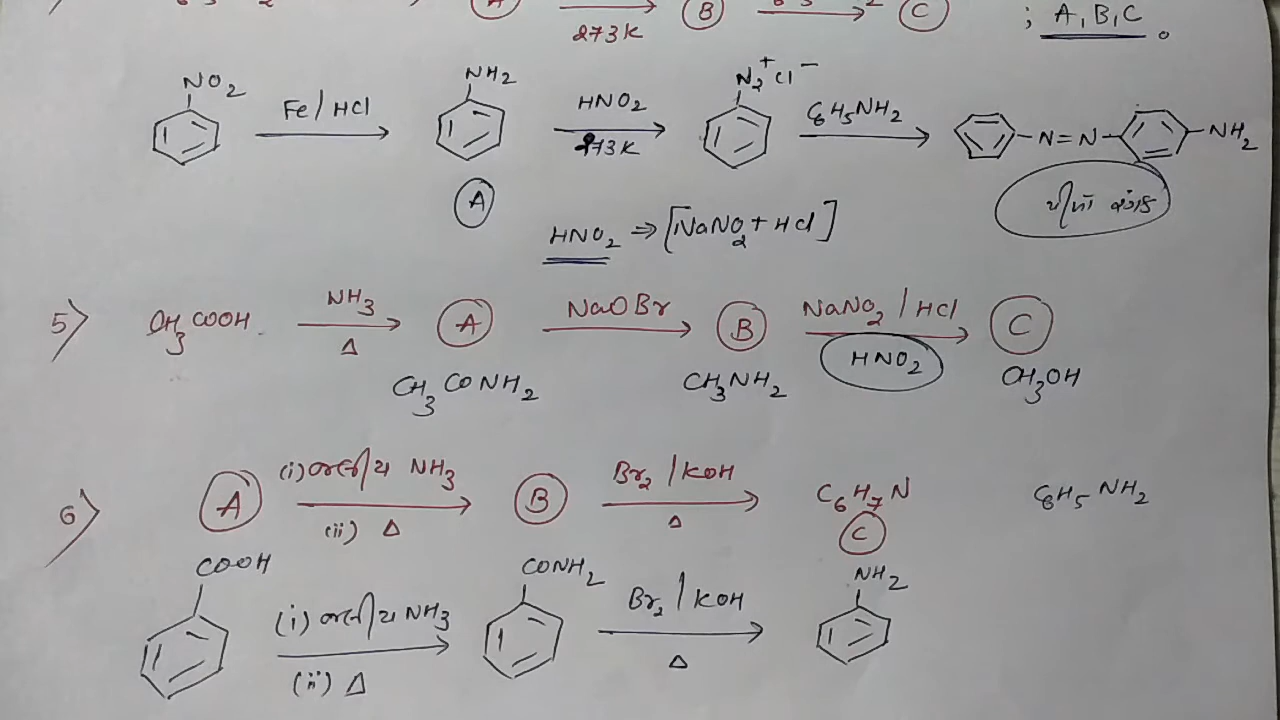 273K B C ; A, B, C .
NO2 NH2 N2+Cl-
Fe/HCl HNO2 C6H5NH2
273K -N=N- -NH2
A પીળો
HNO2 ⇒ [NaNO2 + HCl]
5) CH3COOH NH3 A NaOBr B NaNO2 / HCl C
Δ HNO2
CH3CONH2 CH3NH2 CH3OH
6) A (i) જલીય NH3 B Br2 / KOH C6H7N C6H5NH2
(ii) Δ Δ C
COOH CONH2 NH2
(i) જલીય NH3 Br2 / KOH
(ii) Δ Δ